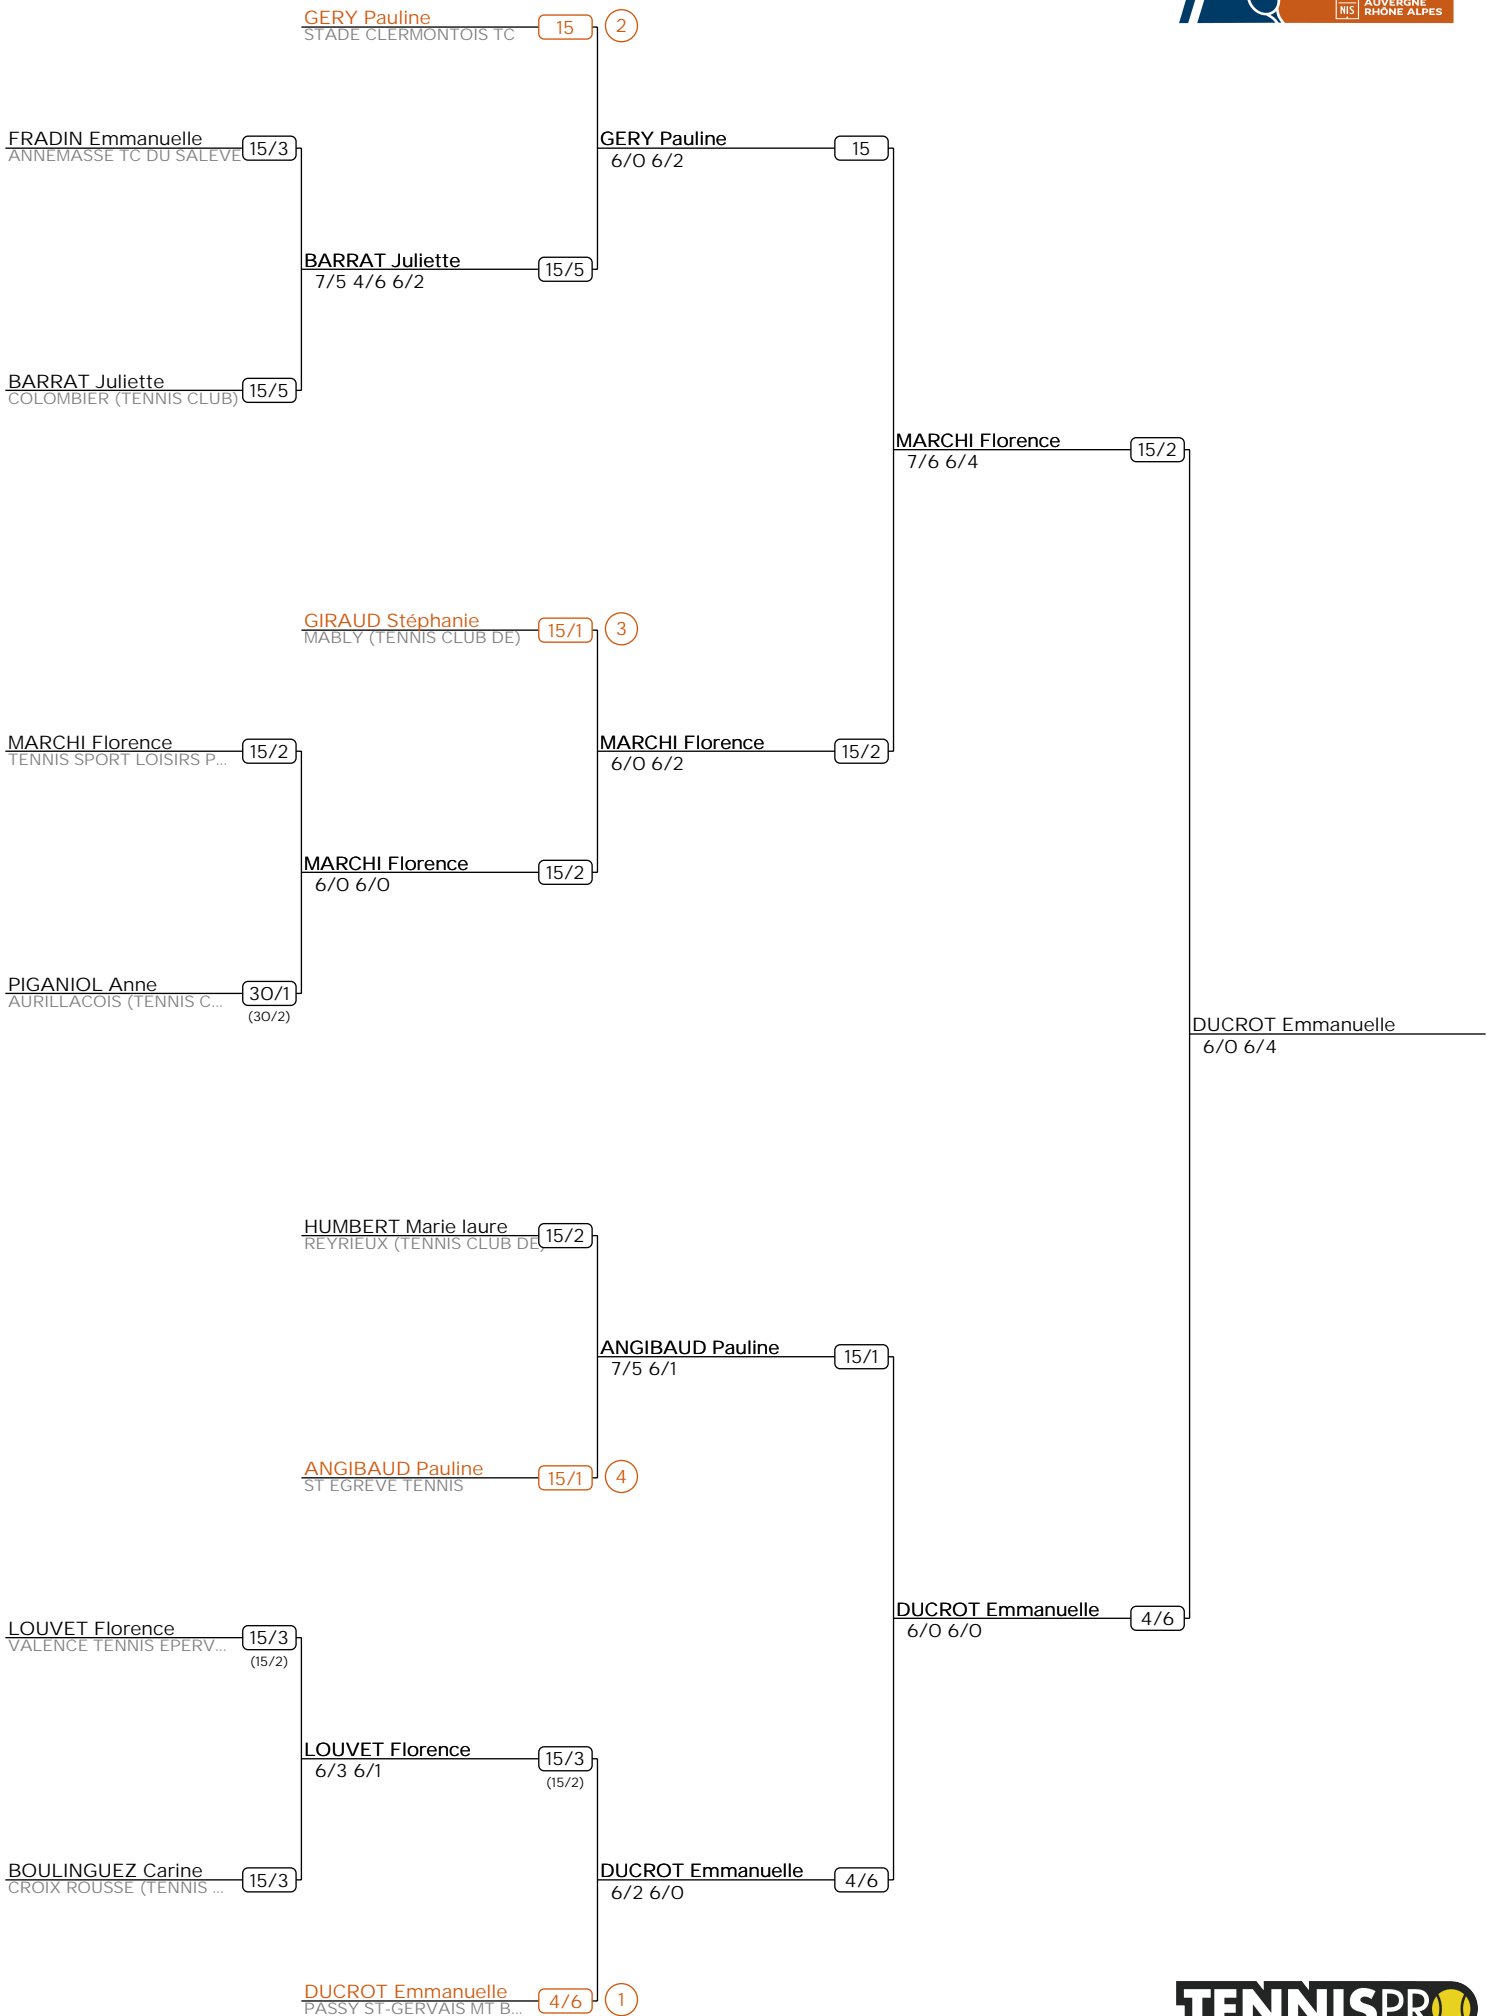 NIS
AUVERGNE
RHÔNE ALPES
GERY Pauline
STADE CLERMONTOIS TC
15
2
FRADIN Emmanuelle
ANNEMASSE TC DU SALEVE
15/3
GERY Pauline
6/0 6/2
15
BARRAT Juliette
7/5 4/6 6/2
15/5
BARRAT Juliette
COLOMBIER (TENNIS CLUB)
15/5
MARCHI Florence
7/6 6/4
15/2
GIRAUD Stéphanie
MABLY (TENNIS CLUB DE)
15/1
3
MARCHI Florence
TENNIS SPORT LOISIRS P...
15/2
MARCHI Florence
6/0 6/2
15/2
MARCHI Florence
6/0 6/0
15/2
PIGANIOL Anne
AURILLACOIS (TENNIS C...
30/1
(30/2)
DUCROT Emmanuelle
6/0 6/4
HUMBERT Marie laure
REYRIEUX (TENNIS CLUB DE)
15/2
ANGIBAUD Pauline
7/5 6/1
15/1
ANGIBAUD Pauline
ST EGREVE TENNIS
15/1
4
DUCROT Emmanuelle
6/0 6/0
4/6
LOUVET Florence
VALENCE TENNIS EPERV...
15/3
(15/2)
LOUVET Florence
6/3 6/1
15/3
(15/2)
BOULINGUEZ Carine
CROIX ROUSSE (TENNIS ...
15/3
DUCROT Emmanuelle
6/2 6/0
4/6
DUCROT Emmanuelle
PASSY ST-GERVAIS MT B...
4/6
1
TENNISPRO